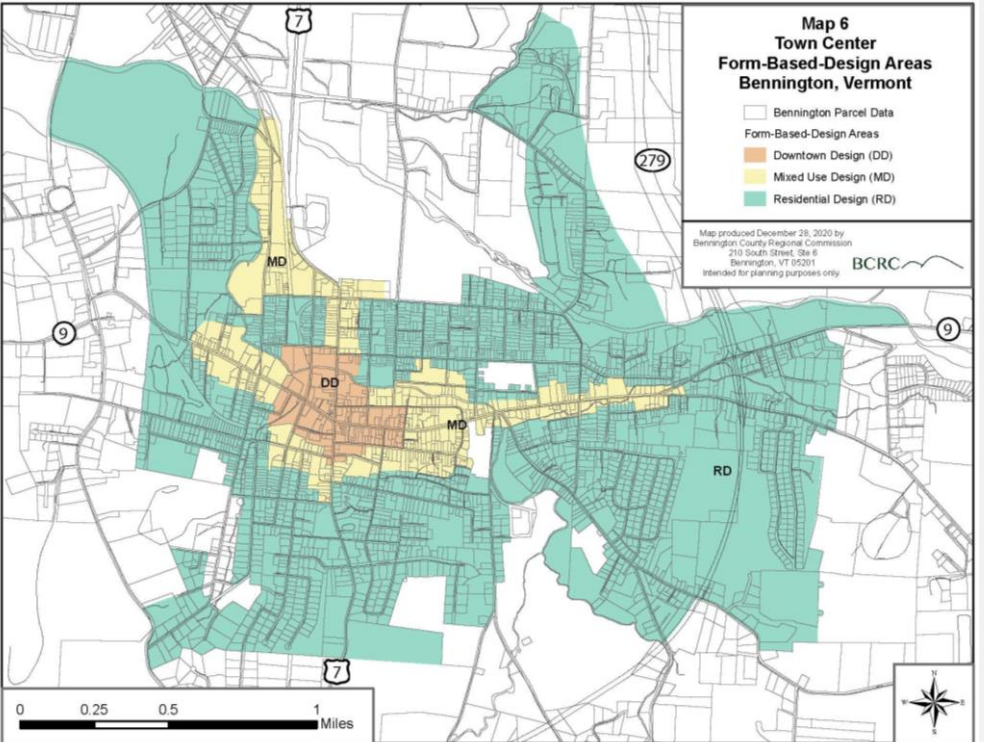 Map 6
Town Center
Form-Based-Design Areas
Bennington, Vermont
Bennington Parcel Data
Form-Based-Design Areas
Downtown Design (DD)
Mixed Use Design (MD)
Residential Design (RD)
Map produced December 28, 2020 by
Bennington County Regional Commission
210 South Street, Ste 6
Bennington, VT 05201
Intended for planning purposes only.
BCRC
7
279
MD
9
9
DD
MD
RD
7
0 0.25 0.5 1
Miles
N
W E
S